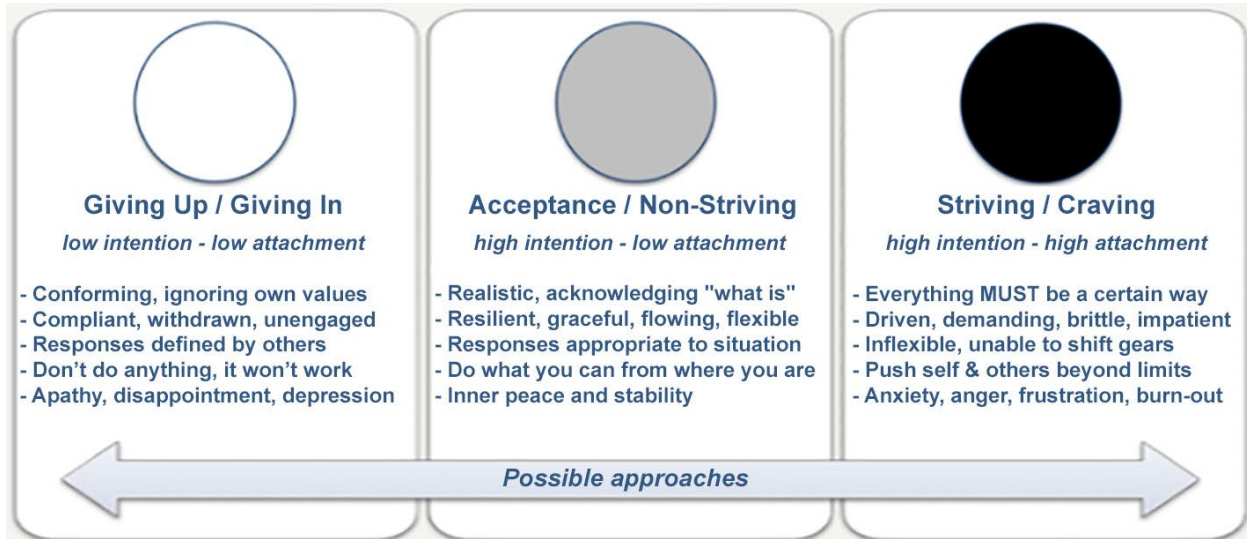 Giving Up / Giving In
low intention - low attachment
- Conforming, ignoring own values
- Compliant, withdrawn, unengaged
- Responses defined by others
- Don't do anything, it won't work
- Apathy, disappointment, depression
Acceptance / Non-Striving
high intention - low attachment
- Realistic, acknowledging "what is"
- Resilient, graceful, flowing, flexible
- Responses appropriate to situation
- Do what you can from where you are
- Inner peace and stability
Striving / Craving
high intention - high attachment
- Everything MUST be a certain way
- Driven, demanding, brittle, impatient
- Inflexible, unable to shift gears
- Push self & others beyond limits
- Anxiety, anger, frustration, burn-out
Possible approaches